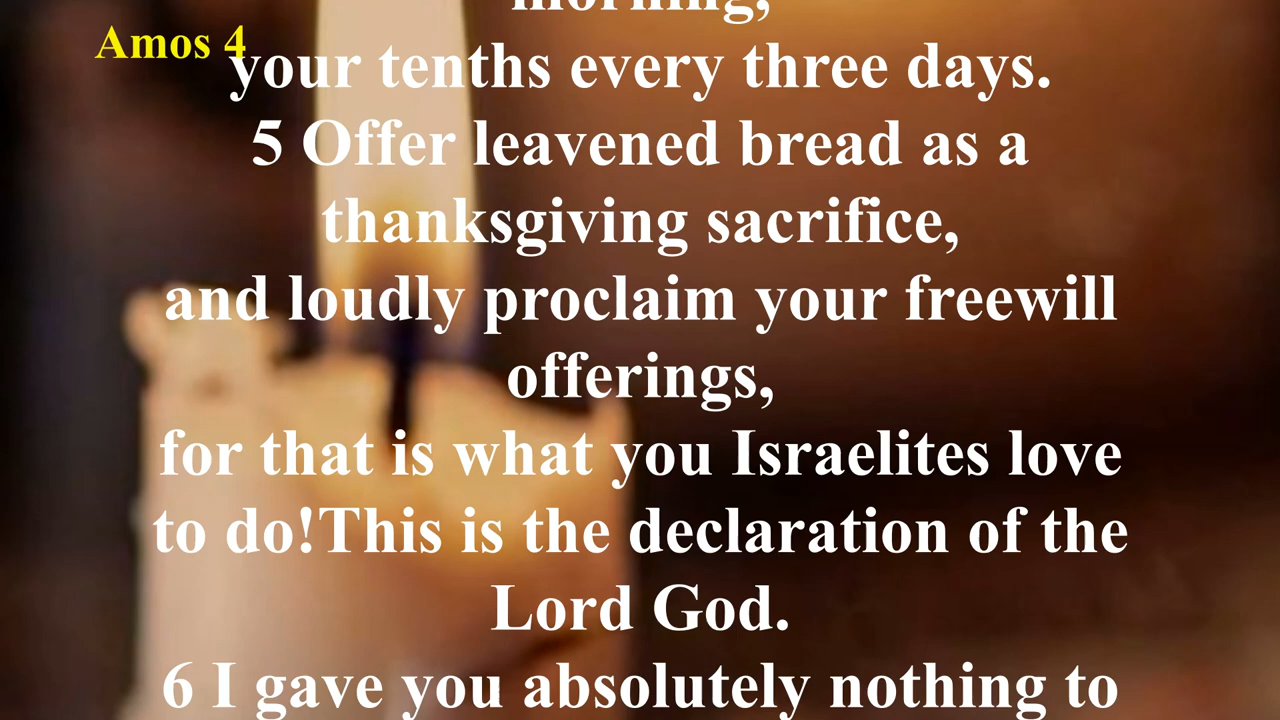 morning,
Amos 4
your tenths every three days.
5 Offer leavened bread as a
thanksgiving sacrifice,
and loudly proclaim your freewill
offerings,
for that is what you Israelites love
to do!This is the declaration of the
Lord God.
6 I gave you absolutely nothing to